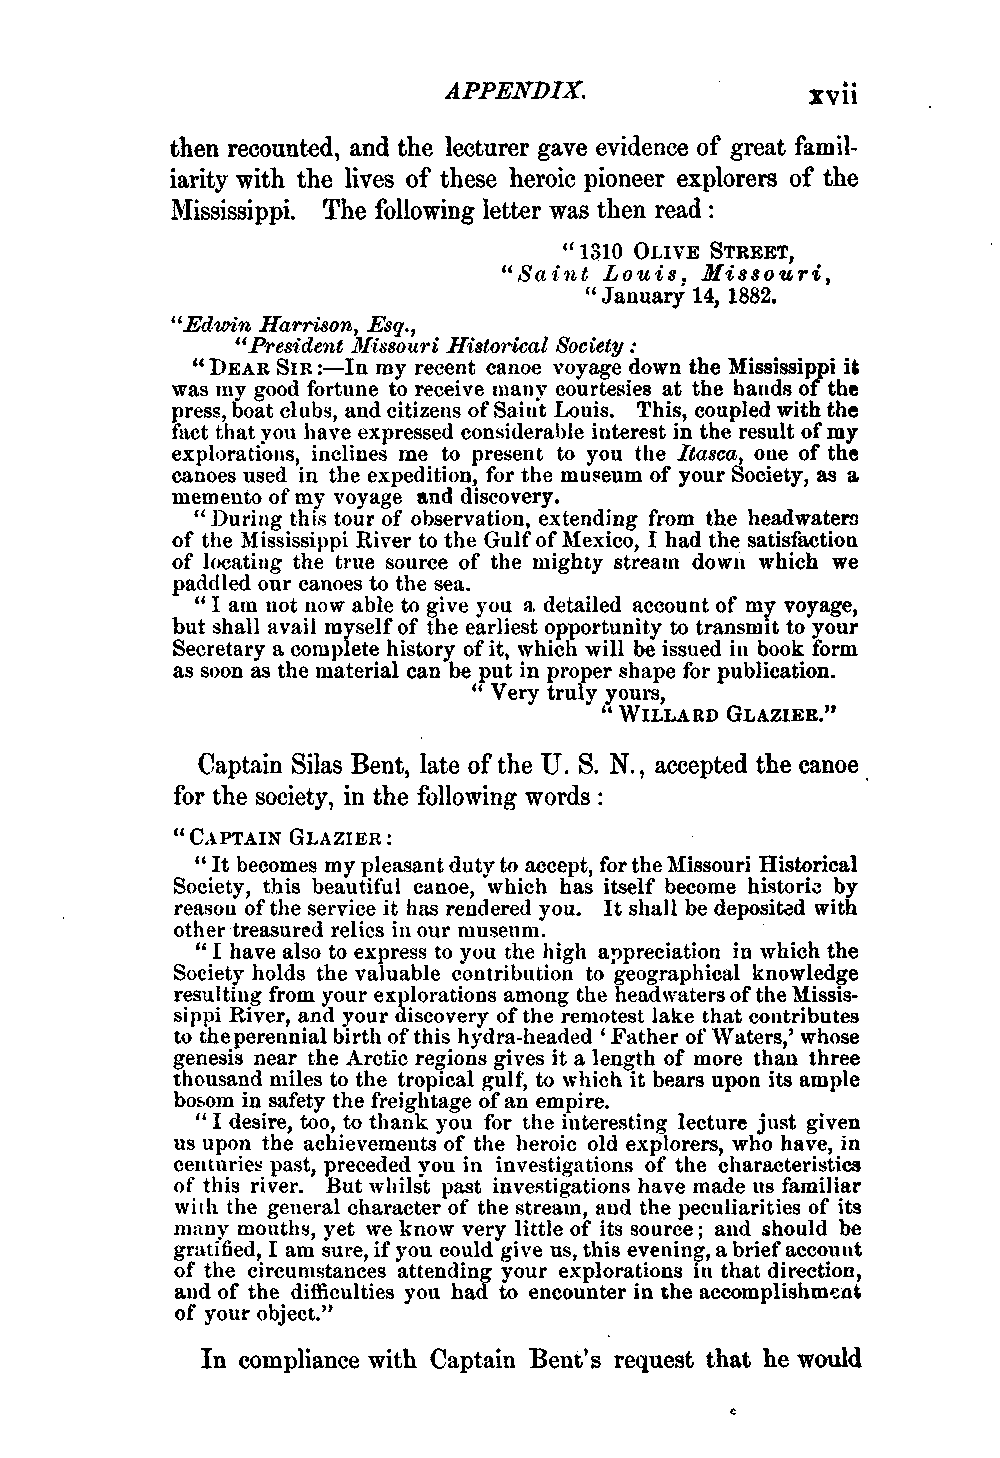 APPENDIX. xvii
then recounted, and the lecturer gave evidence of great famil-
iarity with the lives of these heroic pioneer explorers of the
Mississippi. The following letter was then read :
"1310 OLIVE STREET,
"Saint Louis, Missouri,
"January 14, 1882.
"Edwin Harrison, Esq.,
"President Missouri Historical Society :
"DEAR SIR :—In my recent canoe voyage down the Mississippi it
was my good fortune to receive many courtesies at the hands of the
press, boat clubs, and citizens of Saint Louis. This, coupled with the
fact that you have expressed considerable interest in the result of my
explorations, inclines me to present to you the Itasca, one of the
canoes used in the expedition, for the museum of your Society, as a
memento of my voyage and discovery.
"During this tour of observation, extending from the headwaters
of the Mississippi River to the Gulf of Mexico, I had the satisfaction
of locating the true source of the mighty stream down which we
paddled our canoes to the sea.
"I am not now able to give you a detailed account of my voyage,
but shall avail myself of the earliest opportunity to transmit to your
Secretary a complete history of it, which will be issued in book form
as soon as the material can be put in proper shape for publication.
"Very truly yours,
"WILLARD GLAZIER."
Captain Silas Bent, late of the U. S. N., accepted the canoe
for the society, in the following words :
"CAPTAIN GLAZIER :
"It becomes my pleasant duty to accept, for the Missouri Historical
Society, this beautiful canoe, which has itself become historic by
reason of the service it has rendered you. It shall be deposited with
other treasured relics in our museum.
"I have also to express to you the high appreciation in which the
Society holds the valuable contribution to geographical knowledge
resulting from your explorations among the headwaters of the Missis-
sippi River, and your discovery of the remotest lake that contributes
to the perennial birth of this hydra-headed 'Father of Waters,' whose
genesis near the Arctic regions gives it a length of more than three
thousand miles to the tropical gulf, to which it bears upon its ample
bosom in safety the freightage of an empire.
"I desire, too, to thank you for the interesting lecture just given
us upon the achievements of the heroic old explorers, who have, in
centuries past, preceded you in investigations of the characteristics
of this river. But whilst past investigations have made us familiar
with the general character of the stream, and the peculiarities of its
many mouths, yet we know very little of its source; and should be
gratified, I am sure, if you could give us, this evening, a brief account
of the circumstances attending your explorations in that direction,
and of the difficulties you had to encounter in the accomplishment
of your object."
In compliance with Captain Bent's request that he would
c